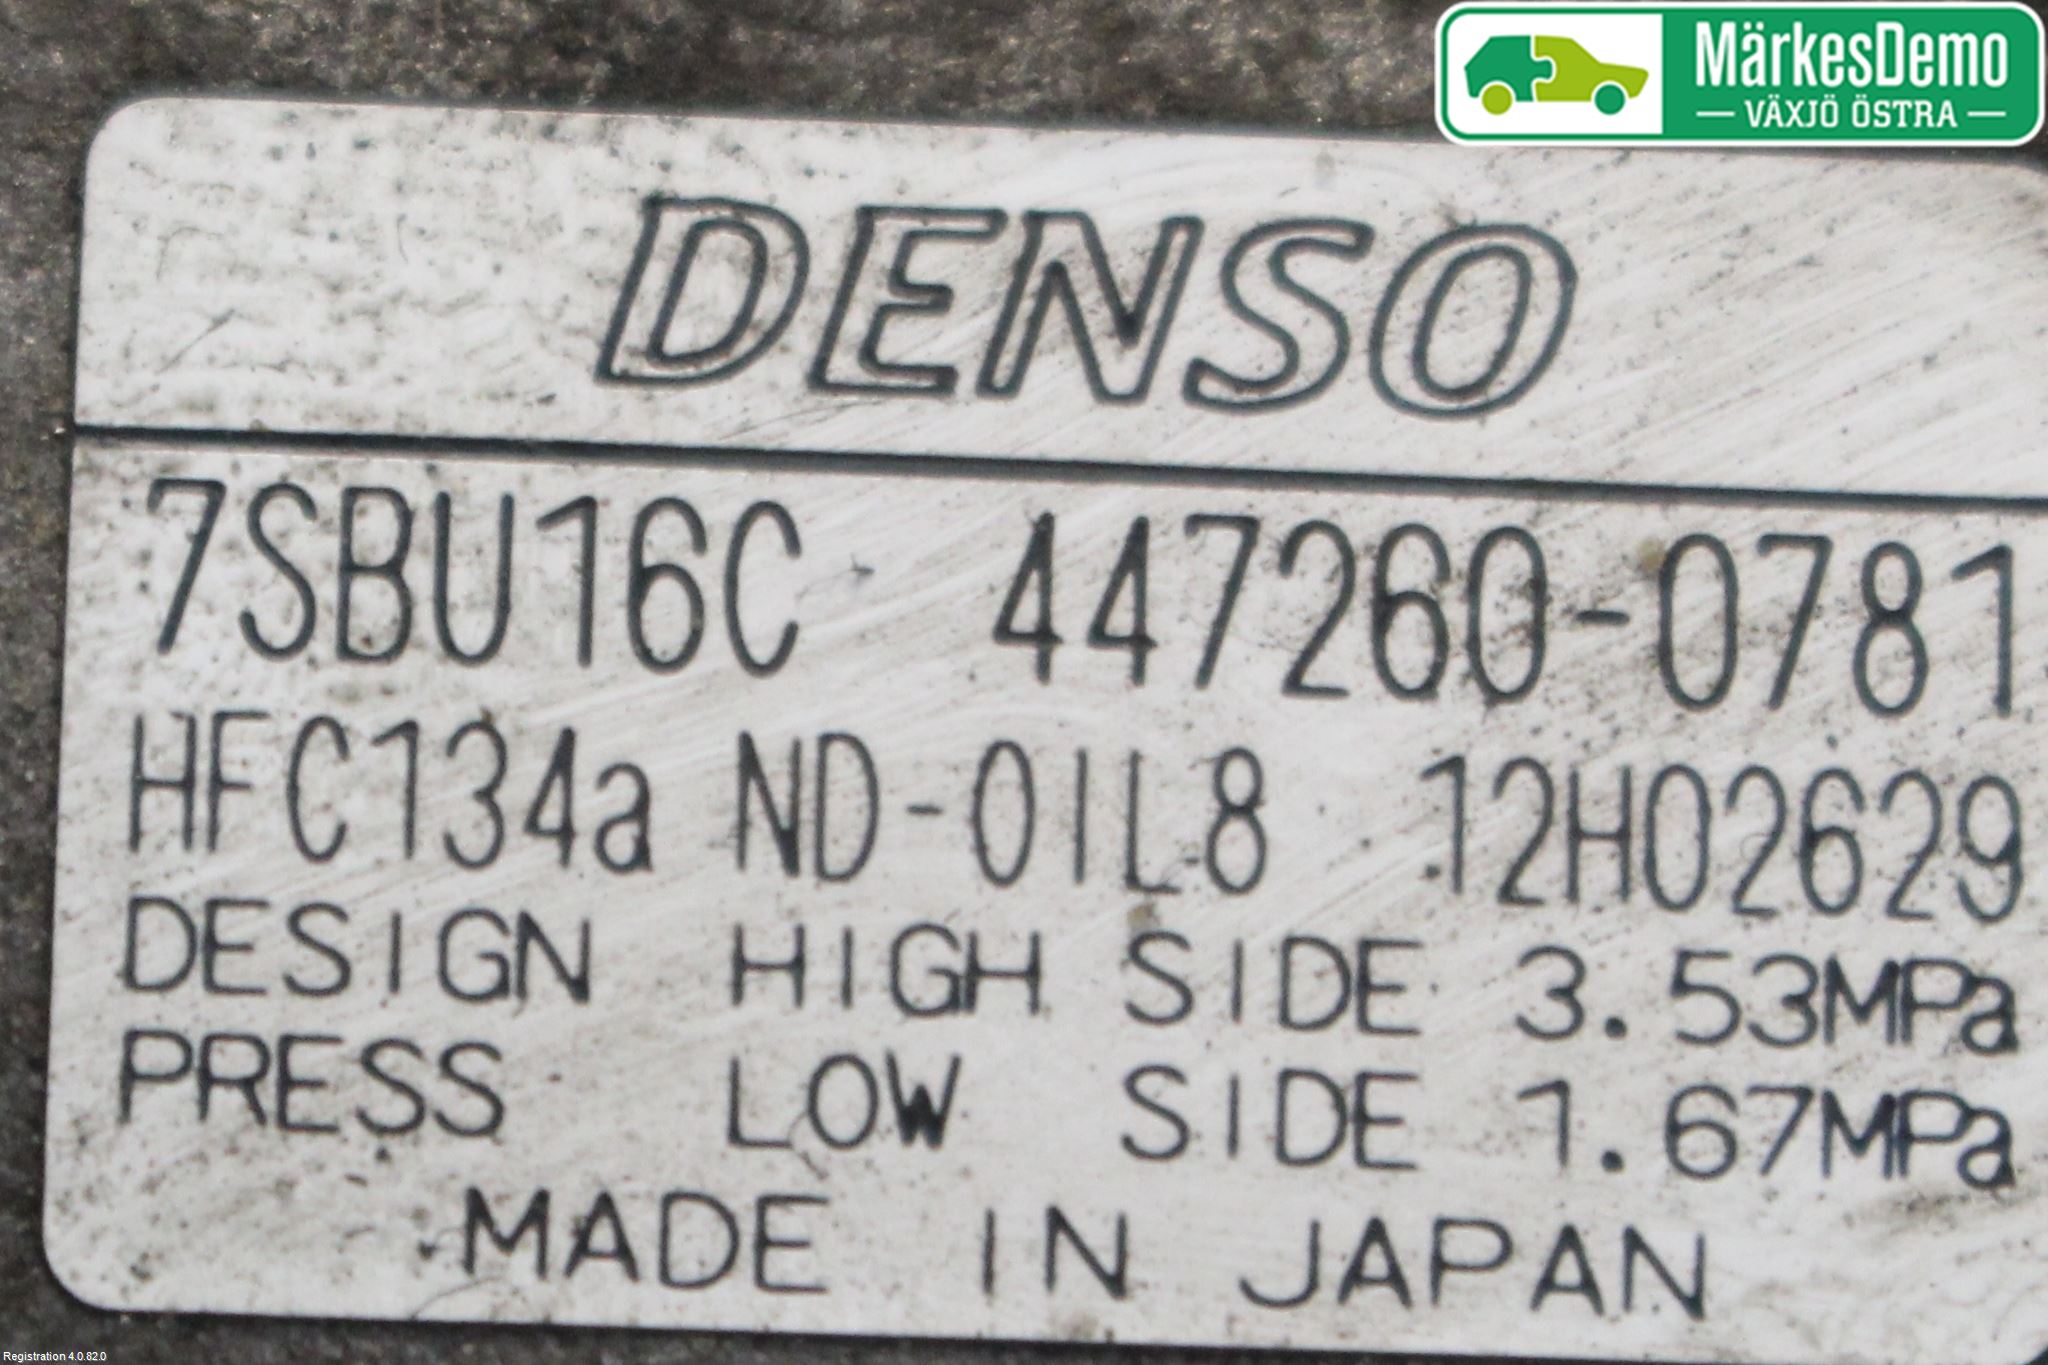 MärkesDemo
VÄXJÖ ÖSTRA
DENSO
7SBU16C 447260-0781
HFC134a ND-OIL8 12H02629
DESIGN HIGH SIDE 3.53MPa
PRESS LOW SIDE 1.67MPa
MADE IN JAPAN
Registration 4.0.82.0